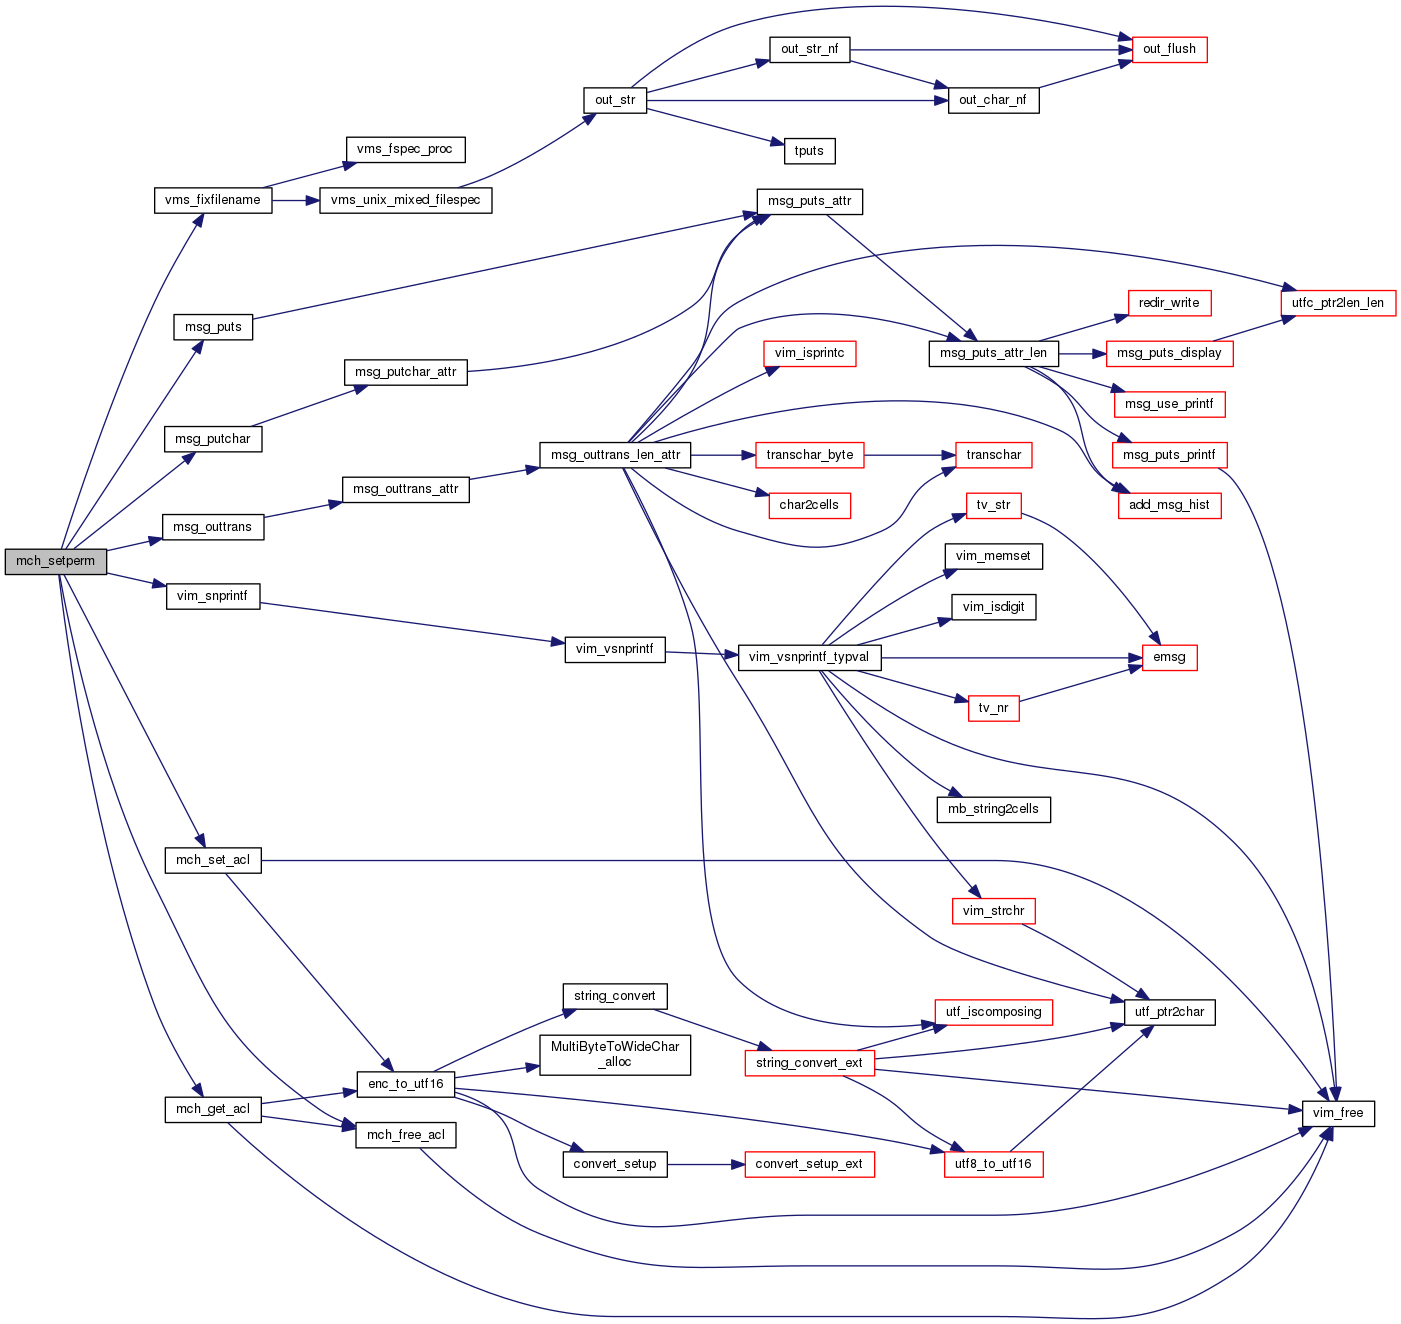 out_str_nf
out_flush
out_str
out_char_nf
vms_fspec_proc
tputs
vms_fixfilename
vms_unix_mixed_filespec
msg_puts_attr
redir_write
utfc_ptr2len_len
msg_puts
vim_isprintc
msg_puts_attr_len
msg_puts_display
msg_putchar_attr
msg_use_printf
msg_putchar
msg_outtrans_len_attr
transchar_byte
transchar
msg_puts_printf
msg_outtrans_attr
char2cells
tv_str
add_msg_hist
msg_outtrans
mch_setperm
vim_memset
vim_snprintf
vim_isdigit
vim_vsnprintf
vim_vsnprintf_typval
emsg
tv_nr
mb_string2cells
mch_set_acl
vim_strchr
string_convert
utf_iscomposing
utf_ptr2char
MultiByteToWideChar
_alloc
string_convert_ext
enc_to_utf16
mch_get_acl
vim_free
mch_free_acl
convert_setup
convert_setup_ext
utf8_to_utf16